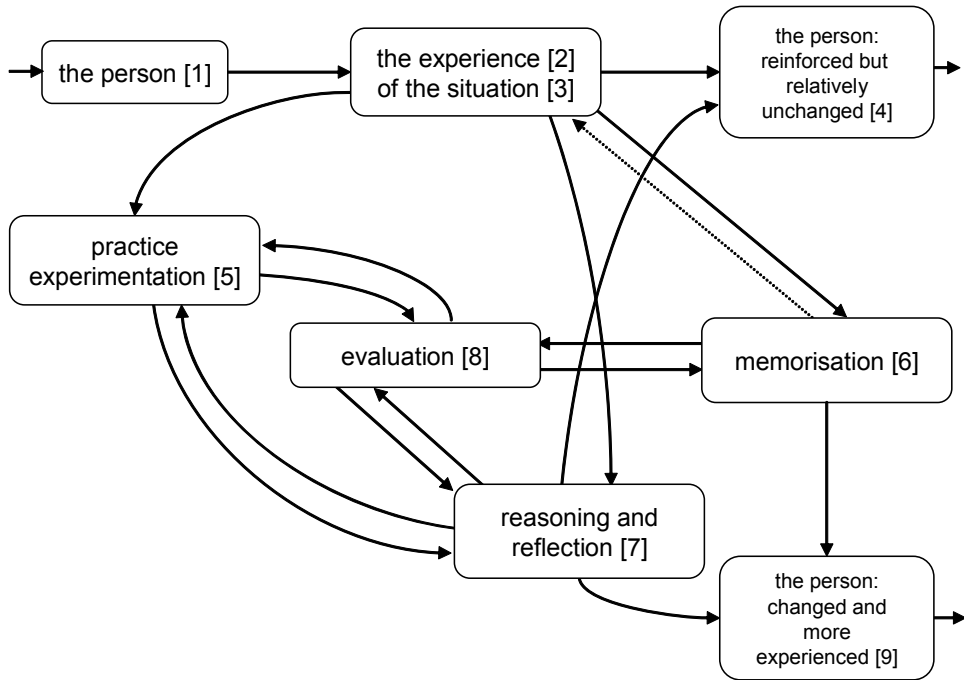 the person [1]
the experience [2]
of the situation [3]
the person:
reinforced but
relatively
unchanged [4]
practice
experimentation [5]
evaluation [8]
memorisation [6]
reasoning and
reflection [7]
the person:
changed and
more
experienced [9]